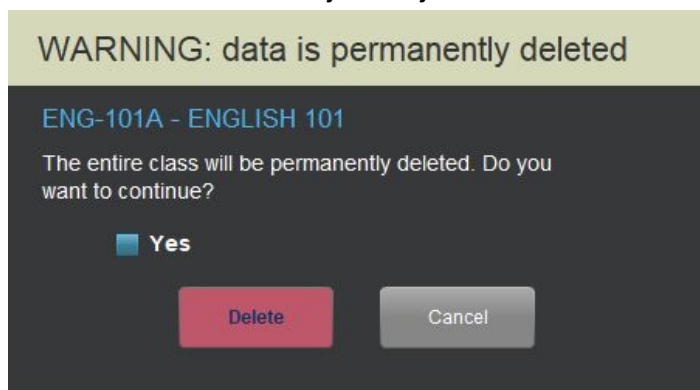 WARNING: data is permanently deleted
ENG-101A - ENGLISH 101
The entire class will be permanently deleted. Do you
want to continue?
Yes
Delete
Cancel